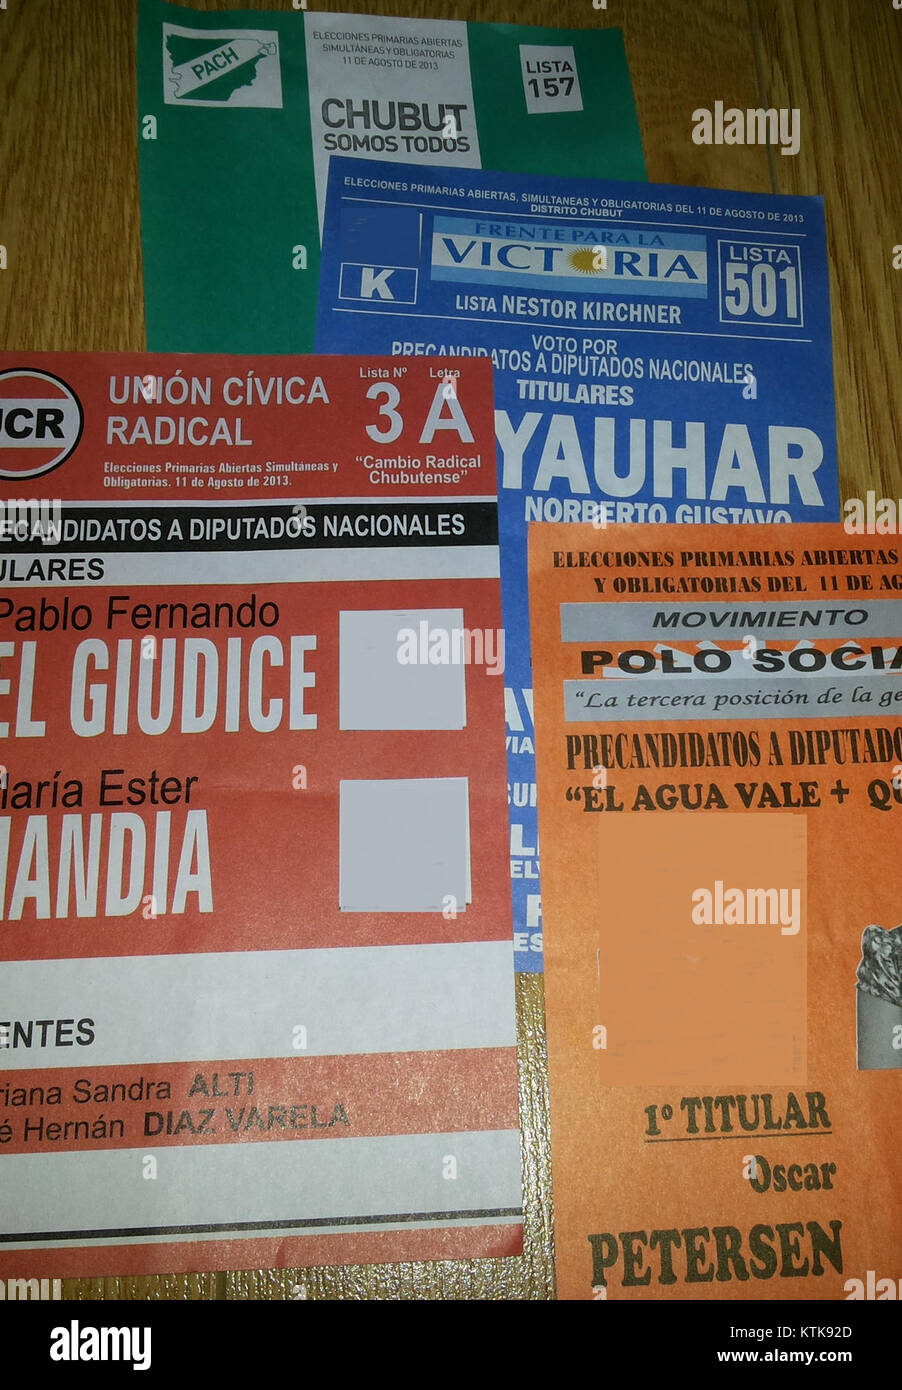 PACH
ELECCIONES PRIMARIAS ABIERTAS
SIMULTÁNEAS Y OBLIGATORIAS
11 DE AGOSTO DE 2013
CHUBUT
SOMOS TODOS
LISTA
157
ELECCIONES PRIMARIAS ABIERTAS, SIMULTANEAS Y OBLIGATORIAS DEL 11 DE AGOSTO DE 2013
DISTRITO CHUBUT
K
FRENTE PARA LA
VICTORIA
LISTA NESTOR KIRCHNER
LISTA
501
VOTO POR
PRECANDIDATOS A DIPUTADOS NACIONALES
TITULARES
YAUHAR
NORBERTO GUSTAVO
UCR
UNIÓN CÍVICA
RADICAL
Elecciones Primarias Abiertas Simultáneas y
Obligatorias. 11 de Agosto de 2013.
Lista Nº Letra
3 A
"Cambio Radical
Chubutense"
RECANDIDATOS A DIPUTADOS NACIONALES
ULARES
Pablo Fernando
EL GIUDICE
María Ester
MANDIA
ENTES
riana Sandra ALTI
é Hernán DIAZ VARELA
ELECCIONES PRIMARIAS ABIERTAS
Y OBLIGATORIAS DEL 11 DE AG
MOVIMIENTO
POLO SOCIA
"La tercera posición de la ge
PRECANDIDATOS A DIPUTADO
"EL AGUA VALE + QU
1º TITULAR
Oscar
PETERSEN
alamy
alamy
Image ID: KTK92D
www.alamy.com